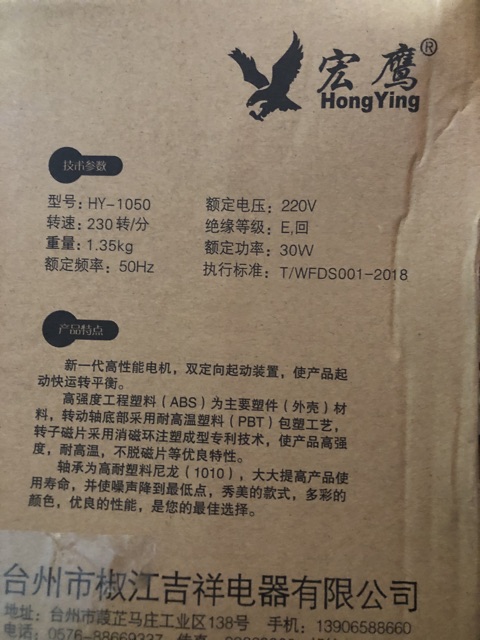 宏鹰®
HongYing
技术参数
型号: HY-1050 额定电压: 220V
转速: 230转/分 绝缘等级: E,回
重量: 1.35kg 额定功率: 30W
额定频率: 50Hz 执行标准: T/WFDS001-2018
产品特点
新一代高性能电机，双定向起动装置，使产品起
动快运转平衡。
高强度工程塑料（ABS）为主要塑件（外壳）材
料，转动轴底部采用耐高温塑料（PBT）包塑工艺，
转子磁片采用消磁环注塑成型专利技术，使产品高强
度，耐高温，不脱磁片等优良特性。
轴承为高耐塑料尼龙（1010），大大提高产品使
用寿命，并使噪声降到最低点，秀美的款式，多彩的
颜色，优良的性能，是您的最佳选择。
台州市椒江吉祥电器有限公司
地址: 台州市葭芷马庄工业区138号 手机: 13906588660
电话: 0576-88669337 传真: